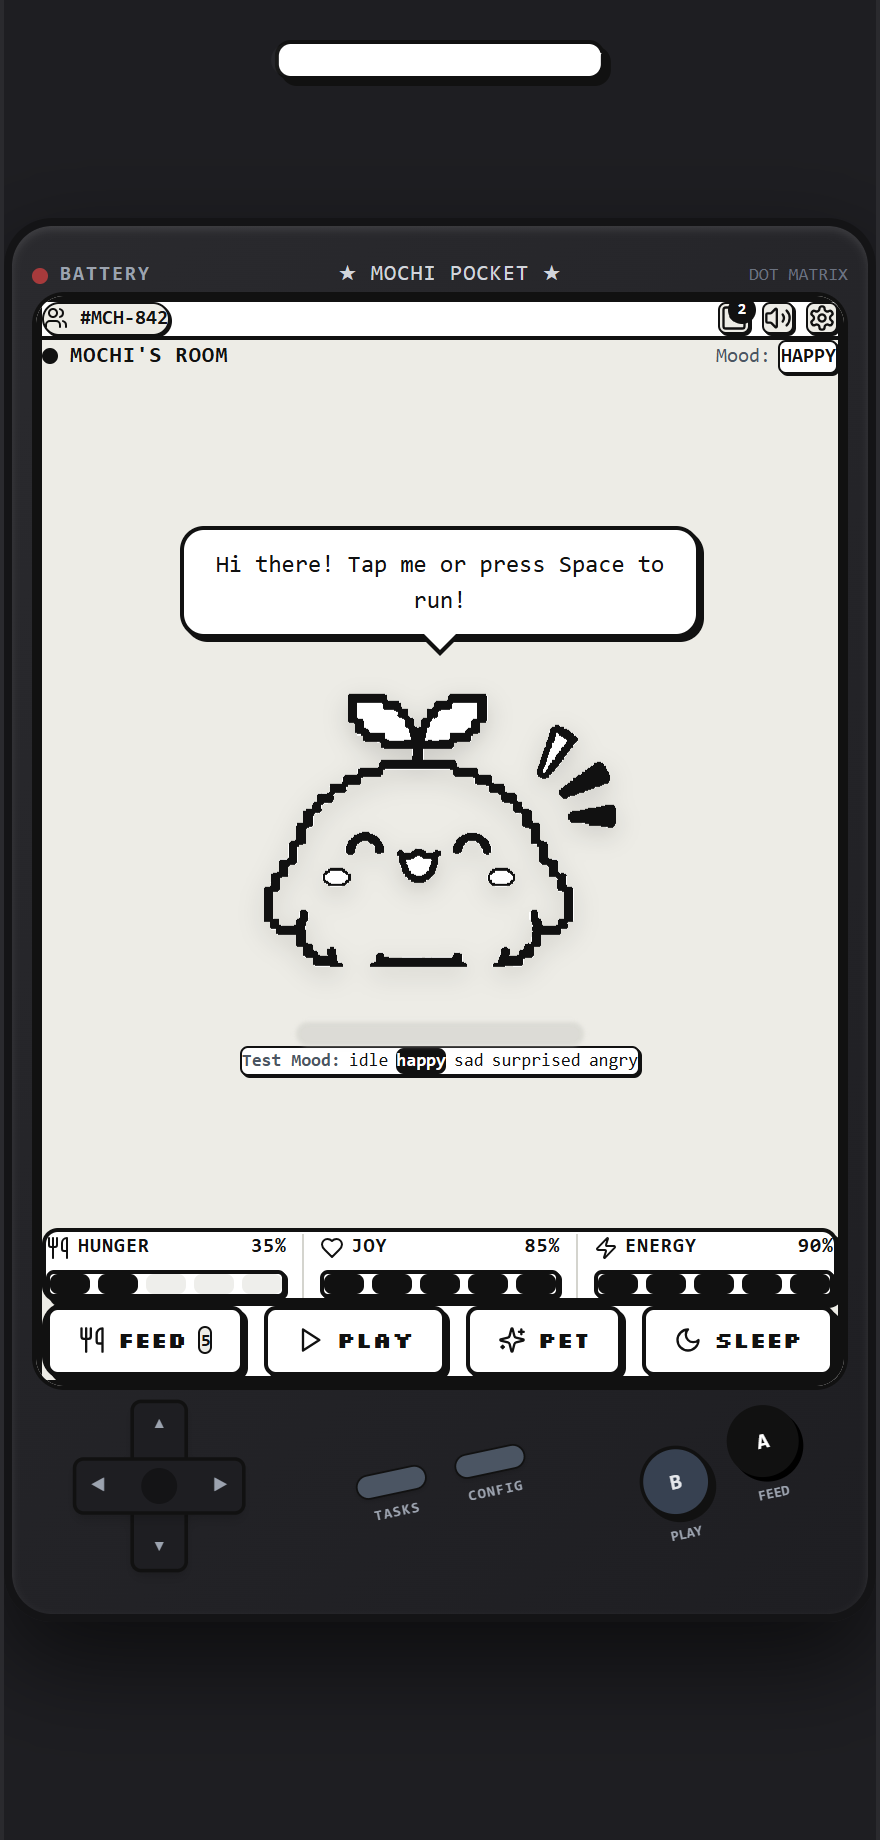 BATTERY
★ MOCHI POCKET ★
DOT MATRIX
#MCH-842
2
MOCHI'S ROOM
Mood: HAPPY
Hi there! Tap me or press Space to
run!
Test Mood: idle happy sad surprised angry
HUNGER 35%
JOY 85%
ENERGY 90%
FEED 5
PLAY
PET
SLEEP
A
B
FEED
PLAY
TASKS
CONFIG